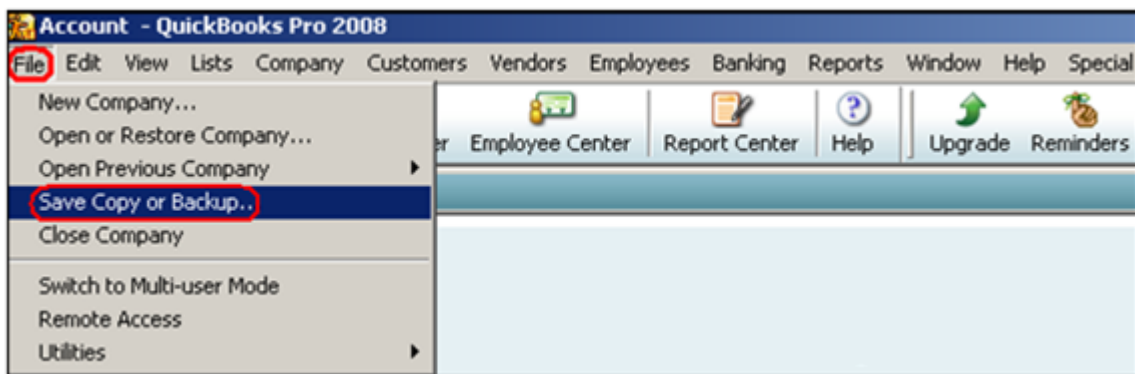 Account - QuickBooks Pro 2008
File Edit View Lists Company Customers Vendors Employees Banking Reports Window Help Special
New Company...
Open or Restore Company...
Open Previous Company
Save Copy or Backup..
Close Company
Switch to Multi-user Mode
Remote Access
Utilities
Employee Center Report Center Help Upgrade Reminders